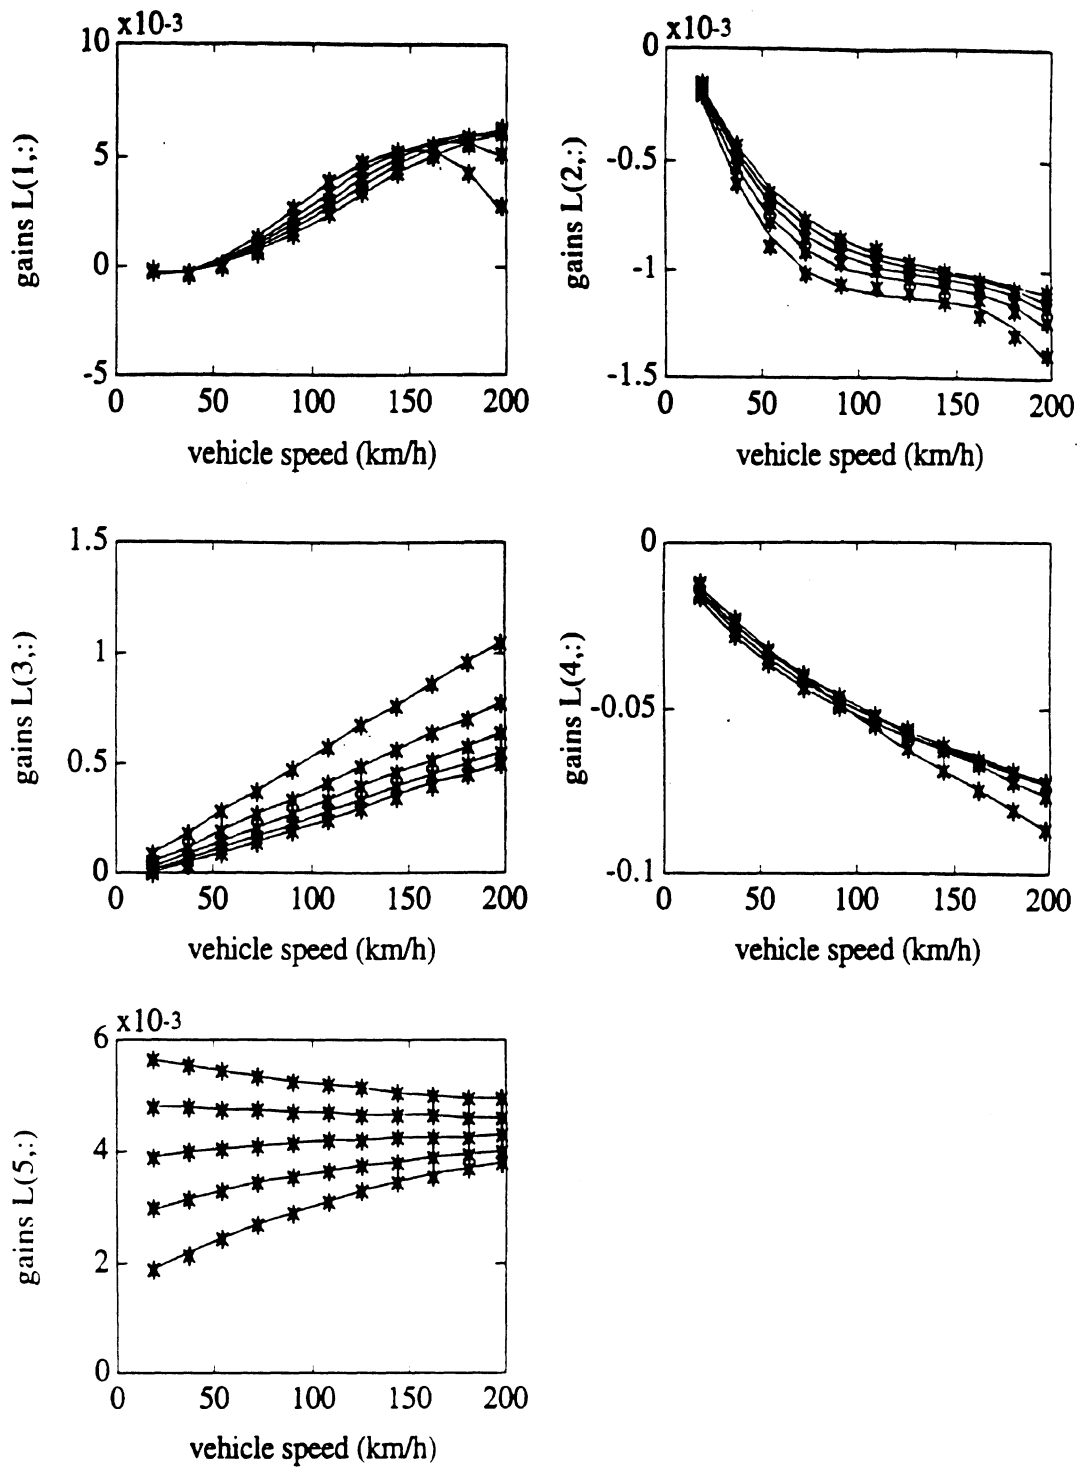 10 x10-3
5
0
-5
gains L(1,:)
0 50 100 150 200
vehicle speed (km/h)
0 x10-3
-0.5
-1
-1.5
gains L(2,:)
0 50 100 150 200
vehicle speed (km/h)
1.5
1
0.5
0
gains L(3,:)
0 50 100 150 200
vehicle speed (km/h)
0
-0.05
-0.1
gains L(4,:)
0 50 100 150 200
vehicle speed (km/h)
6 x10-3
4
2
0
gains L(5,:)
0 50 100 150 200
vehicle speed (km/h)